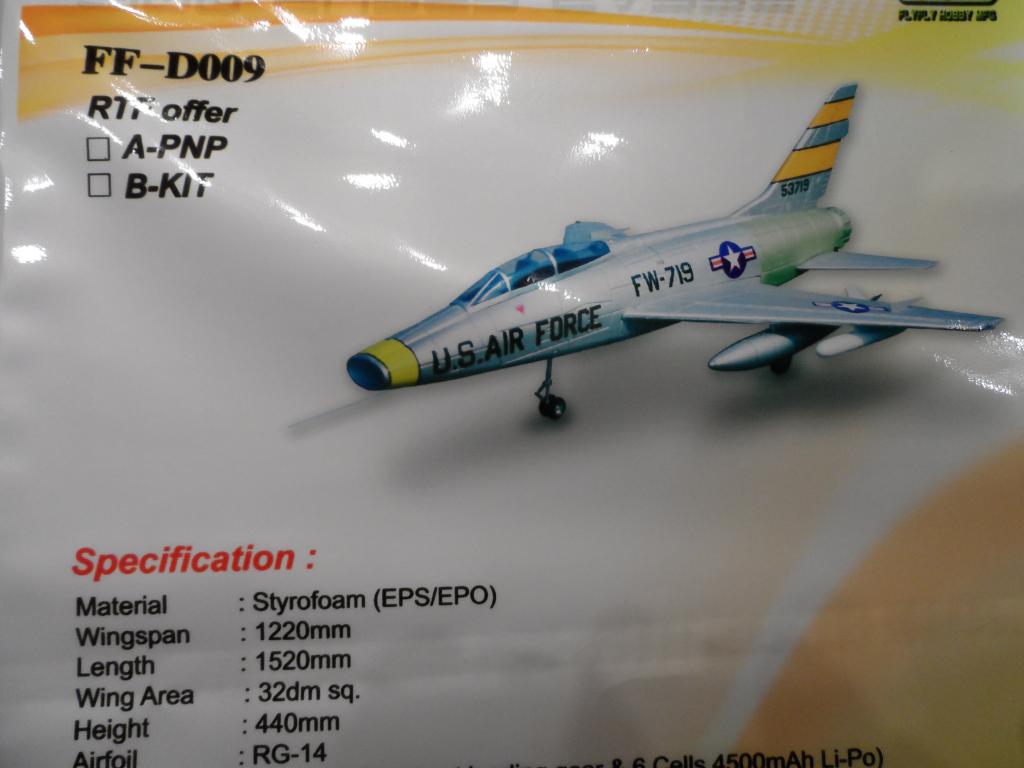 FLYFLY HOBBY MFG
FF-D009
RTF offer
A-PNP
B-KIT
53719
FW-719
U.S. AIR FORCE
Specification :
Material : Styrofoam (EPS/EPO)
Wingspan : 1220mm
Length : 1520mm
Wing Area : 32dm sq.
Height : 440mm
Airfoil : RG-14
gear & 6 Cells 4500mAh Li-Po)